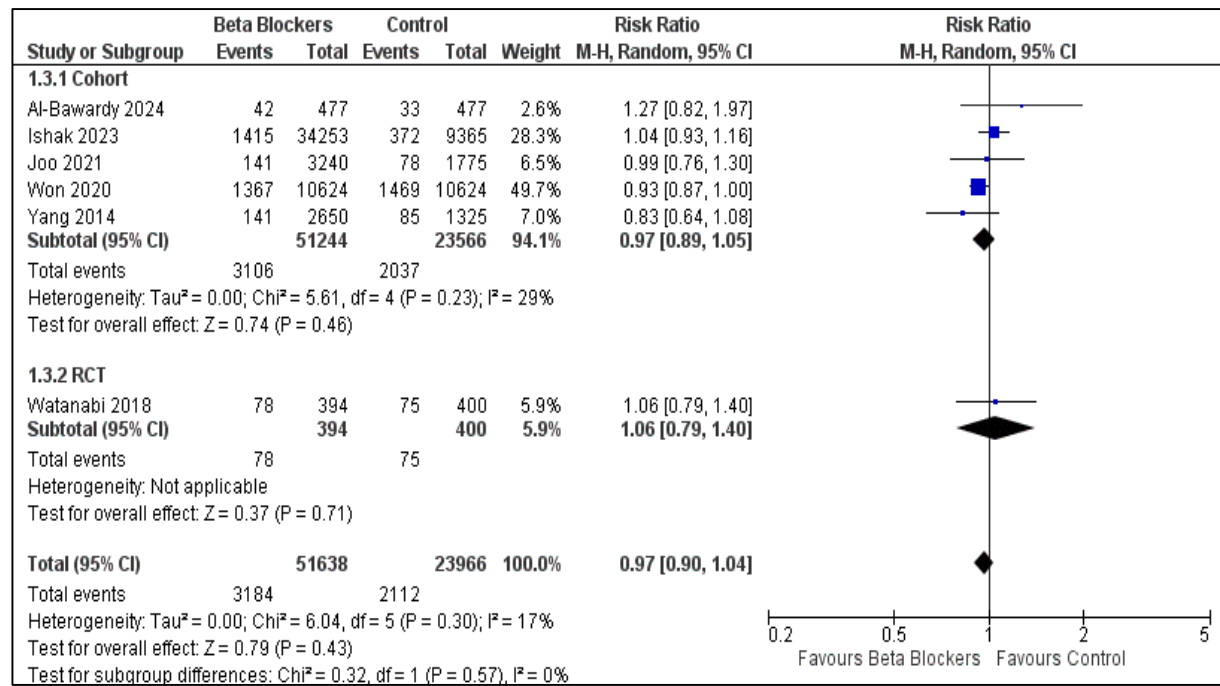 Beta Blockers Control Risk Ratio Risk Ratio
Study or Subgroup Events Total Events Total Weight M-H, Random, 95% CI M-H, Random, 95% CI
1.3.1 Cohort
Al-Bawardy 2024 42 477 33 477 2.6% 1.27 [0.82, 1.97]
Ishak 2023 1415 34253 372 9365 28.3% 1.04 [0.93, 1.16]
Joo 2021 141 3240 78 1775 6.5% 0.99 [0.76, 1.30]
Won 2020 1367 10624 1469 10624 49.7% 0.93 [0.87, 1.00]
Yang 2014 141 2650 85 1325 7.0% 0.83 [0.64, 1.08]
Subtotal (95% CI) 51244 23566 94.1% 0.97 [0.89, 1.05]
Total events 3106 2037
Heterogeneity: Tau² = 0.00; Chi² = 5.61, df = 4 (P = 0.23); I² = 29%
Test for overall effect: Z = 0.74 (P = 0.46)
1.3.2 RCT
Watanabi 2018 78 394 75 400 5.9% 1.06 [0.79, 1.40]
Subtotal (95% CI) 394 400 5.9% 1.06 [0.79, 1.40]
Total events 78 75
Heterogeneity: Not applicable
Test for overall effect: Z = 0.37 (P = 0.71)
Total (95% CI) 51638 23966 100.0% 0.97 [0.90, 1.04]
Total events 3184 2112
Heterogeneity: Tau² = 0.00; Chi² = 6.04, df = 5 (P = 0.30); I² = 17%
Test for overall effect: Z = 0.79 (P = 0.43)
Test for subgroup differences: Chi² = 0.32, df = 1 (P = 0.57), I² = 0%
0.2 0.5 1 2 5
Favours Beta Blockers Favours Control